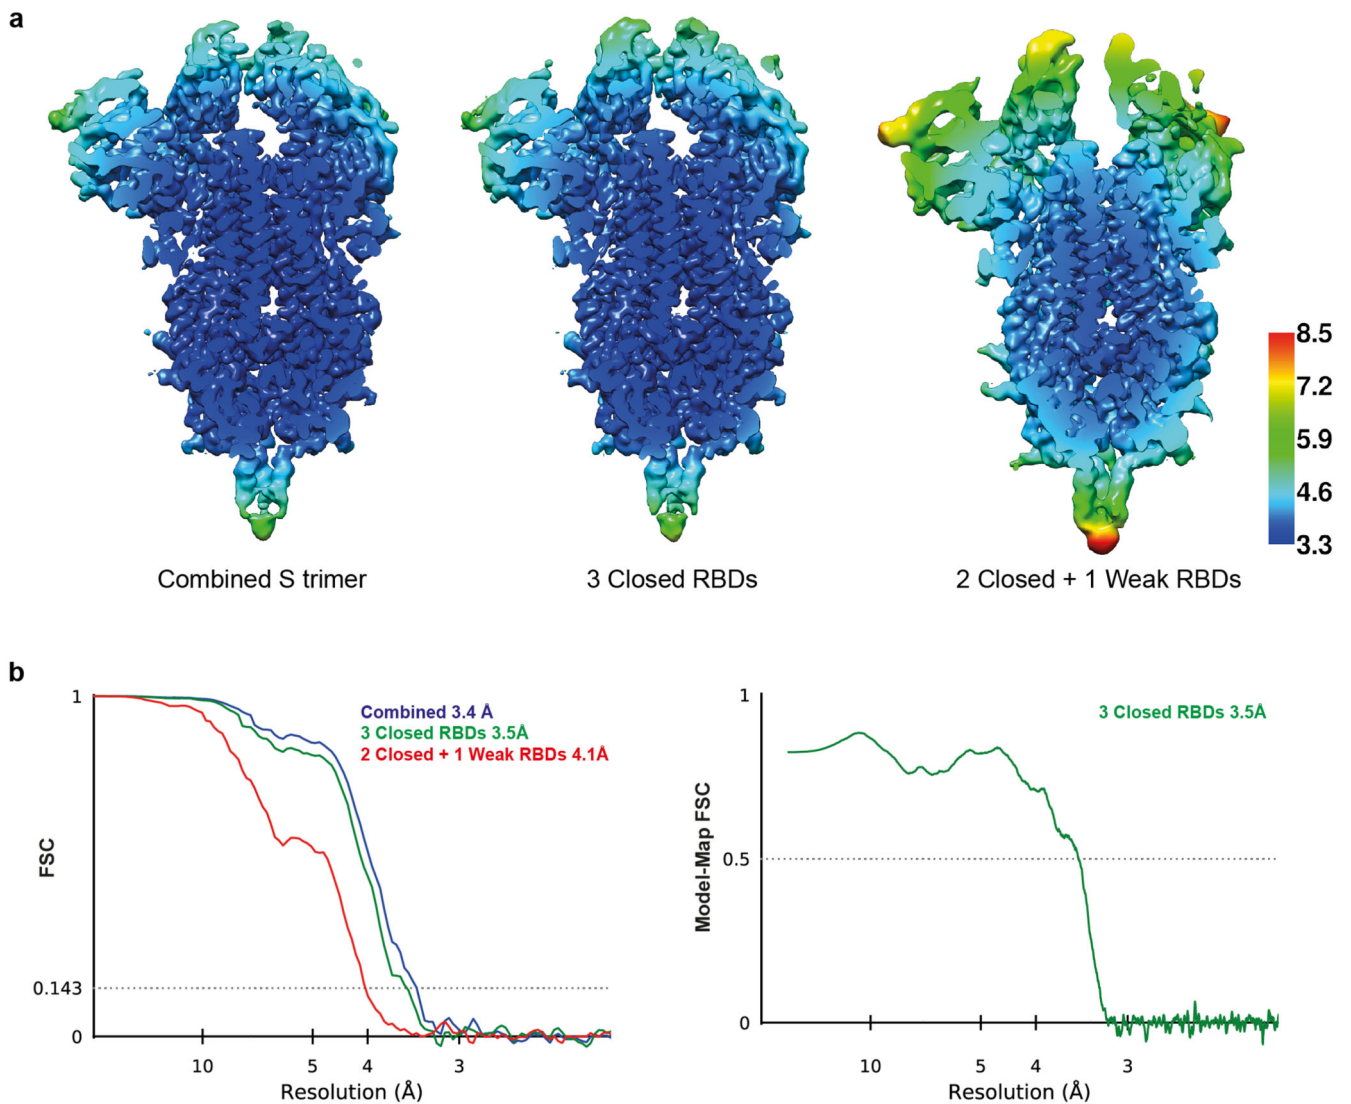 a
8.5
7.2
5.9
4.6
3.3
Combined S trimer
3 Closed RBDs
2 Closed + 1 Weak RBDs
b
1
Combined 3.4 Å
3 Closed RBDs 3.5Å
2 Closed + 1 Weak RBDs 4.1Å
FSC
0.143
0
10
5
4
3
Resolution (Å)
1
3 Closed RBDs 3.5Å
Model-Map FSC
0.5
0
10
5
4
3
Resolution (Å)